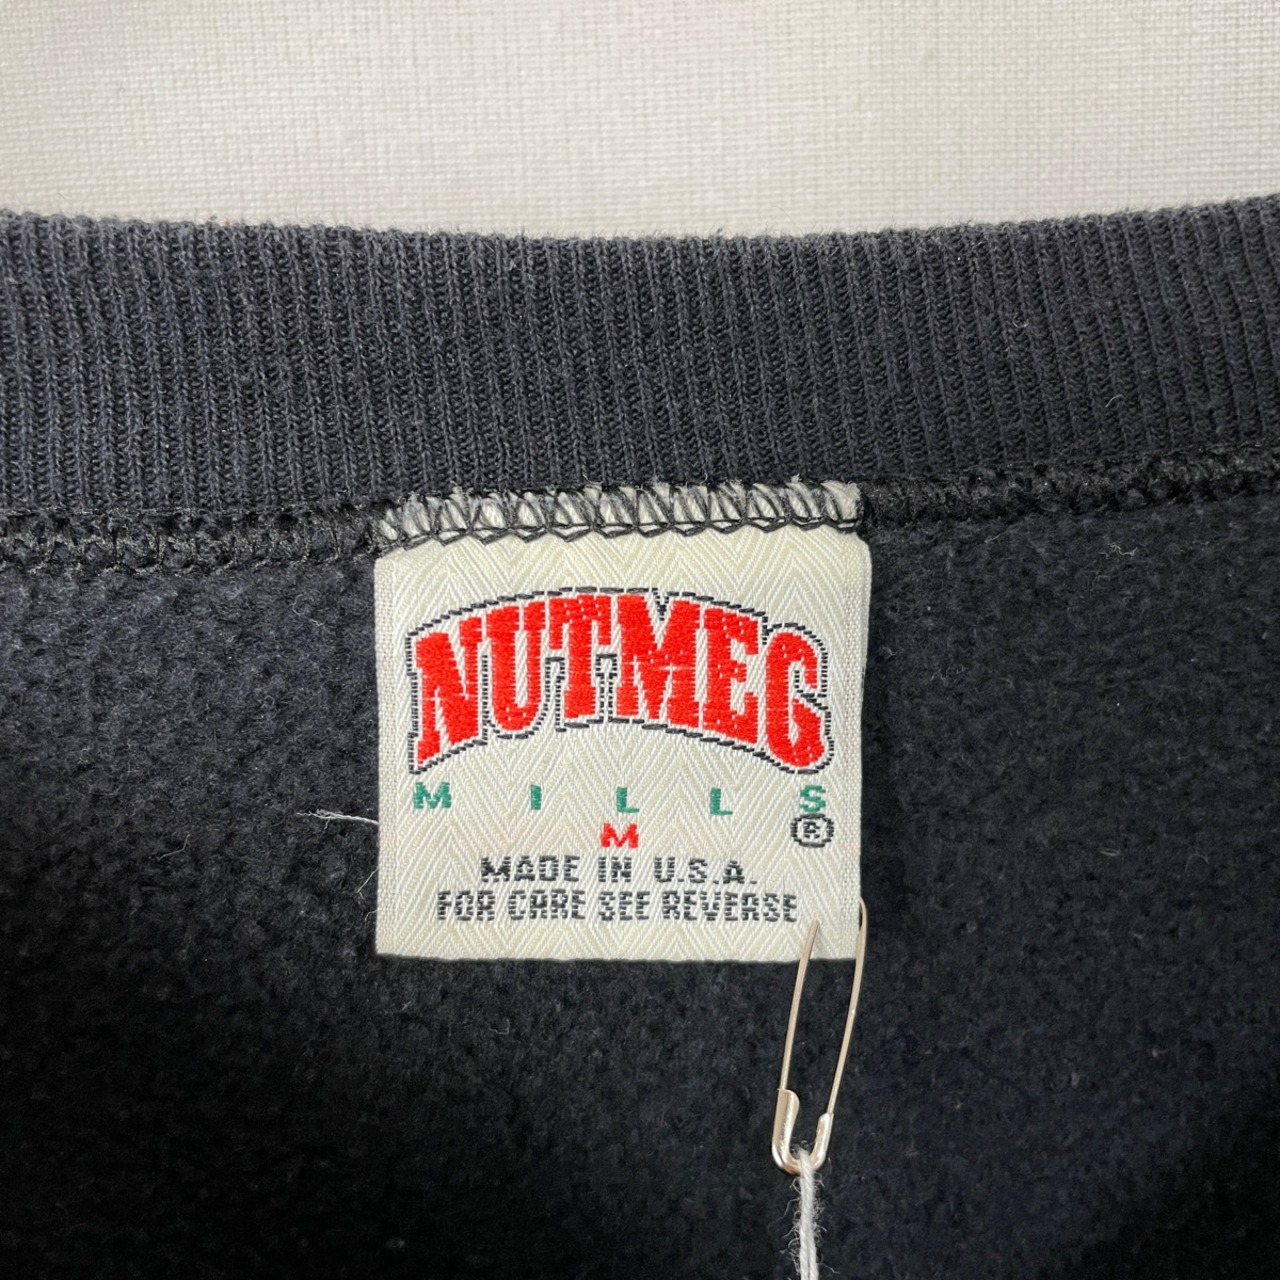 NUTMEG
MILLS
®
M
MADE IN U.S.A.
FOR CARE SEE REVERSE